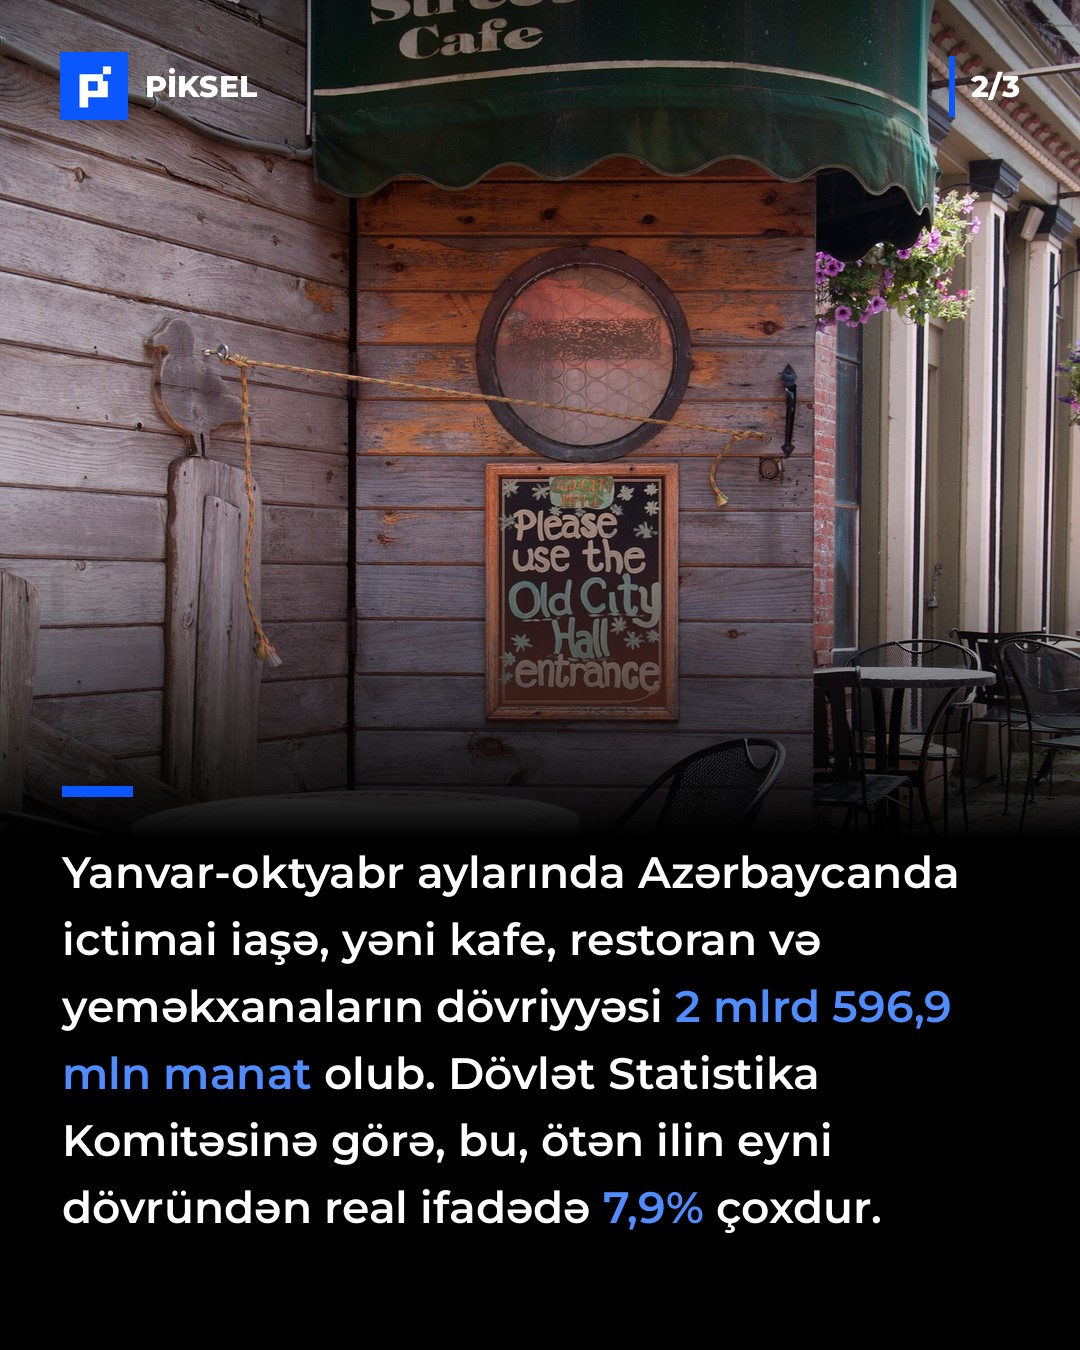 Cafe
PİKSEL
2/3
Please
use the
Old City
Hall
entrance
Yanvar-oktyabr aylarında Azərbaycanda
ictimai iaşə, yəni kafe, restoran və
yeməkxanaların dövriyyəsi 2 mlrd 596,9
mln manat olub. Dövlət Statistika
Komitəsinə görə, bu, ötən ilin eyni
dövründən real ifadədə 7,9% çoxdur.